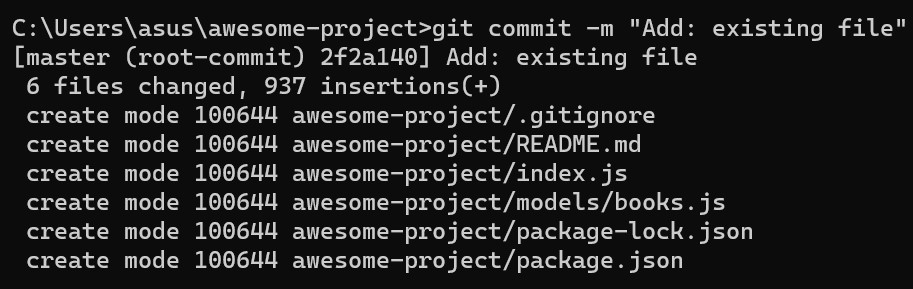 C:\Users\asus\awesome-project>git commit -m "Add: existing file"
[master (root-commit) 2f2a140] Add: existing file
 6 files changed, 937 insertions(+)
 create mode 100644 awesome-project/.gitignore
 create mode 100644 awesome-project/README.md
 create mode 100644 awesome-project/index.js
 create mode 100644 awesome-project/models/books.js
 create mode 100644 awesome-project/package-lock.json
 create mode 100644 awesome-project/package.json